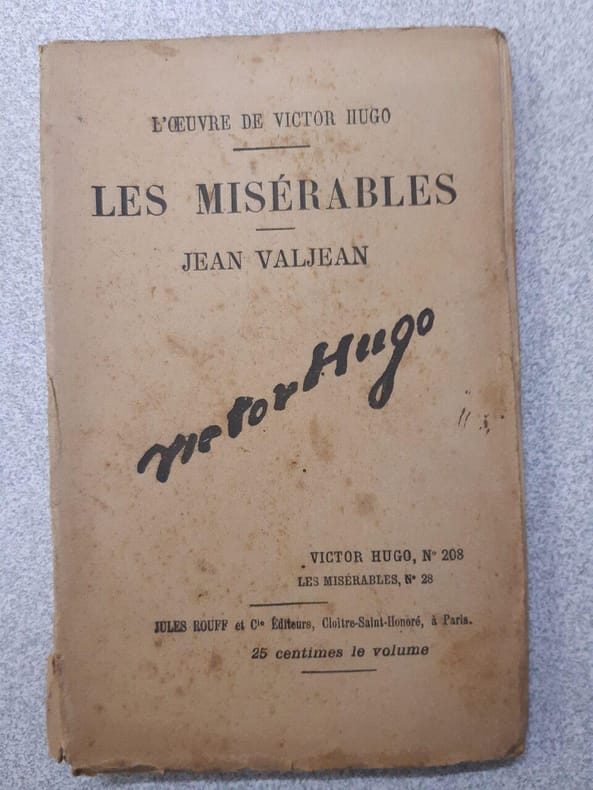 L'ŒUVRE DE VICTOR HUGO
LES MISÉRABLES
JEAN VALJEAN
Victor Hugo
VICTOR HUGO, N° 208
LES MISÉRABLES, N° 28
JULES ROUFF et Cie Éditeurs, Cloître-Saint-Honoré, à Paris.
25 centimes le volume